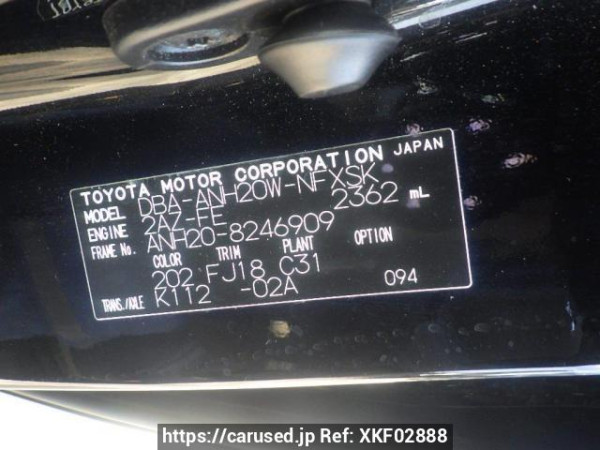 TOYOTA MOTOR CORPORATION JAPAN
MODEL DBA-ANH20W-NFXSK
ENGINE 2AZ-FE 2362 mL
FRAME No. ANH20-8246909
COLOR TRIM PLANT OPTION
202 FJ18 C31
TRANS./AXLE K112 -02A 094
https://carused.jp Ref: XKF02888